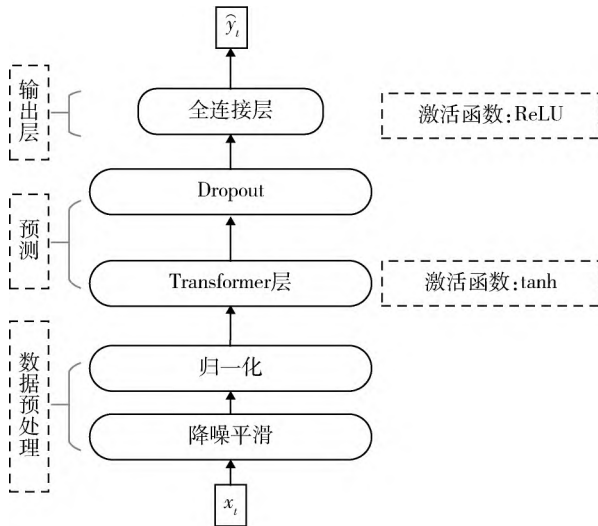 ŷₜ
输出层
全连接层
激活函数:ReLU
Dropout
预测
Transformer层
激活函数:tanh
数据预处理
归一化
降噪平滑
xₜ